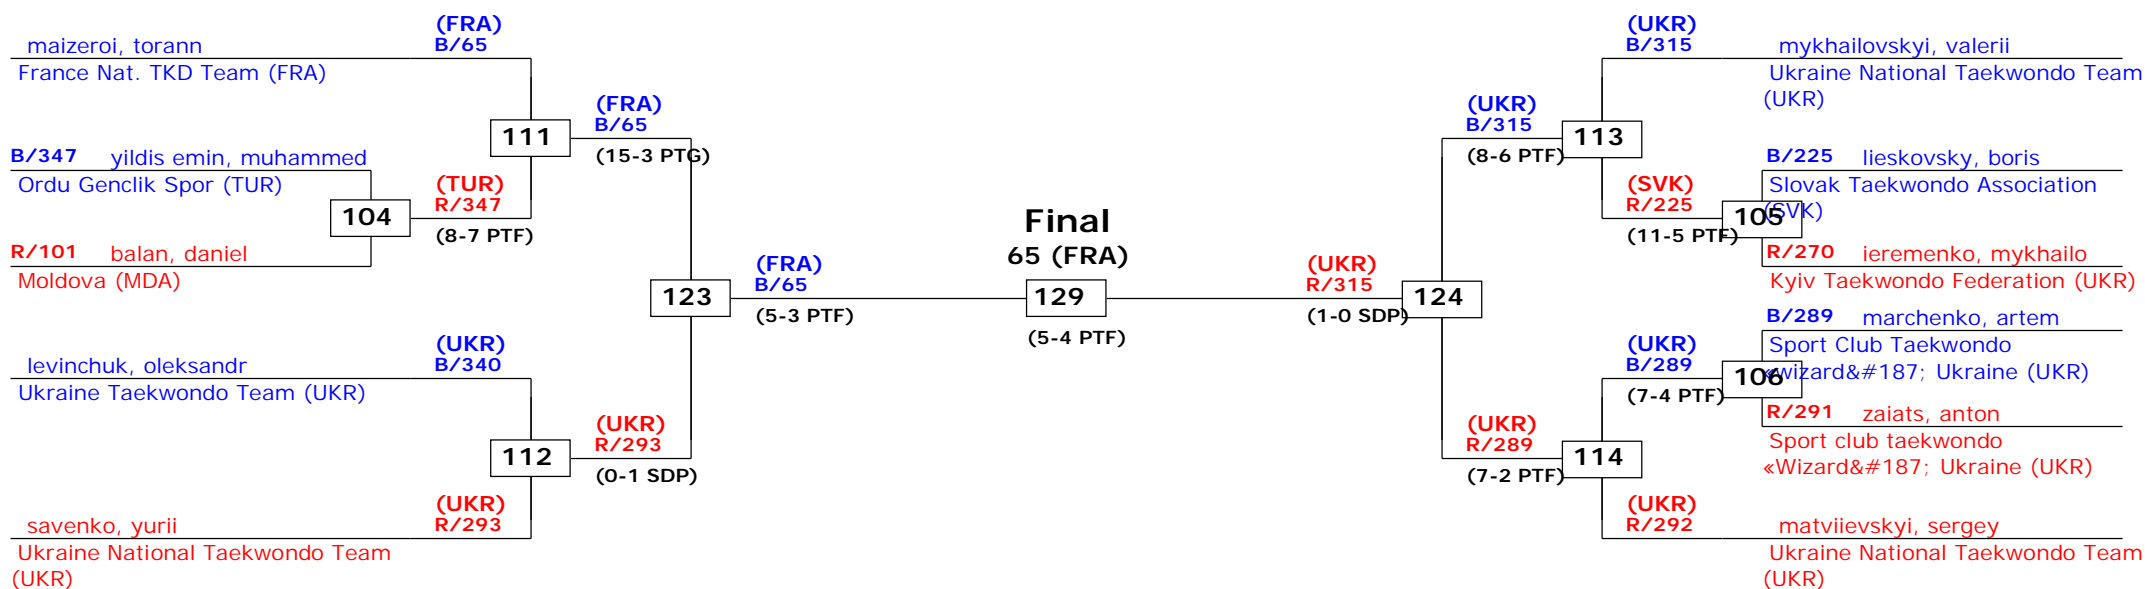 (FRA)
B/65
maizeroi, torann
France Nat. TKD Team (FRA)
(FRA)
B/65
111
(15-3 PTG)
B/347 yildis emin, muhammed
Ordu Genclik Spor (TUR)
(TUR)
R/347
104
(8-7 PTF)
R/101 balan, daniel
Moldova (MDA)
(FRA)
B/65
123
(5-3 PTF)
(UKR)
B/340
levinchuk, oleksandr
Ukraine Taekwondo Team (UKR)
(UKR)
R/293
112
(0-1 SDP)
(UKR)
R/293
savenko, yurii
Ukraine National Taekwondo Team
(UKR)
Final
65 (FRA)
129
(5-4 PTF)
(UKR)
R/315
124
(1-0 SDP)
(UKR)
B/315
mykhailovskyi, valerii
Ukraine National Taekwondo Team
(UKR)
(UKR)
B/315
113
(8-6 PTF)
B/225 lieskovsky, boris
Slovak Taekwondo Association
(SVK)
(SVK)
R/225
105
(11-5 PTF)
R/270 ieremenko, mykhailo
Kyiv Taekwondo Federation (UKR)
B/289 marchenko, artem
Sport Club Taekwondo
«wizard&#187; Ukraine (UKR)
(UKR)
B/289
106
(7-4 PTF)
R/291 zaiats, anton
Sport club taekwondo
«Wizard&#187; Ukraine (UKR)
(UKR)
R/289
114
(7-2 PTF)
(UKR)
R/292
matviievskyi, sergey
Ukraine National Taekwondo Team
(UKR)